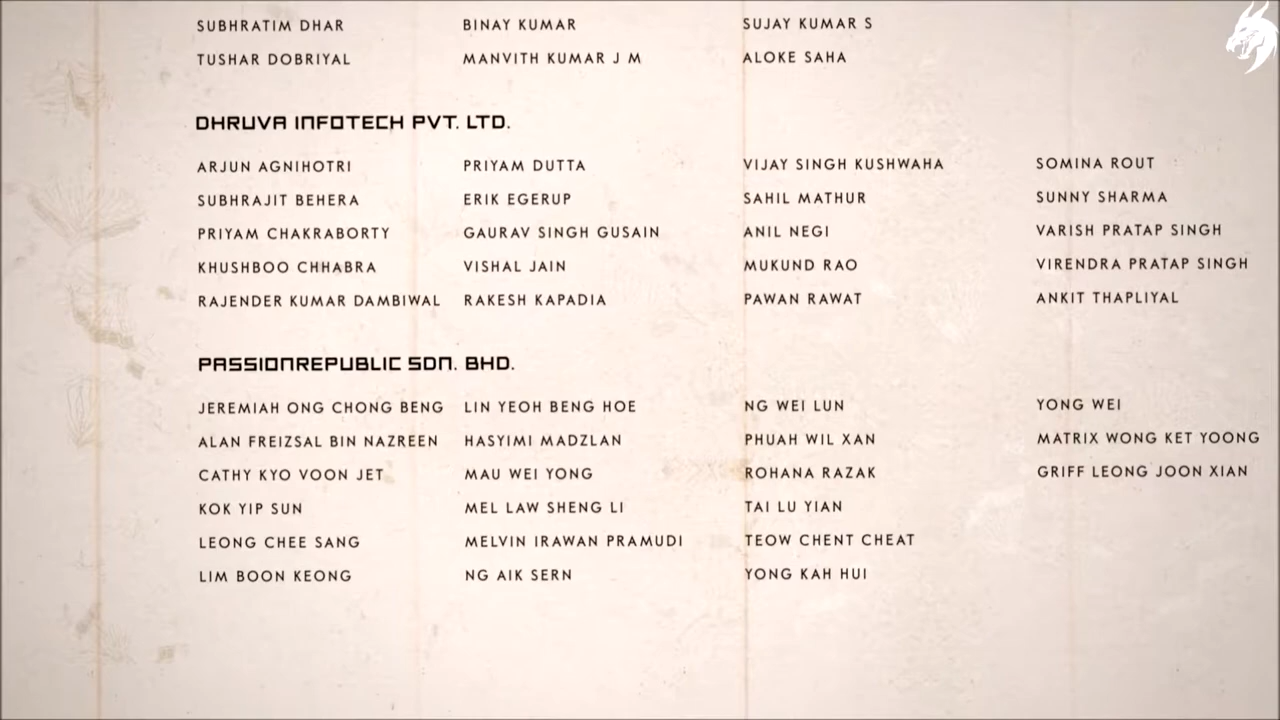 SUBHRATIM DHAR BINAY KUMAR SUJAY KUMAR S
TUSHAR DOBRIYAL MANVITH KUMAR J M ALOKE SAHA
DHRUVA INFOTECH PVT. LTD.
ARJUN AGNIHOTRI PRIYAM DUTTA VIJAY SINGH KUSHWAHA SOMINA ROUT
SUBHRAJIT BEHERA ERIK EGERUP SAHIL MATHUR SUNNY SHARMA
PRIYAM CHAKRABORTY GAURAV SINGH GUSAIN ANIL NEGI VARISH PRATAP SINGH
KHUSHBOO CHHABRA VISHAL JAIN MUKUND RAO VIRENDRA PRATAP SINGH
RAJENDER KUMAR DAMBIWAL RAKESH KAPADIA PAWAN RAWAT ANKIT THAPLIYAL
PASSIONREPUBLIC SDN. BHD.
JEREMIAH ONG CHONG BENG LIN YEOH BENG HOE NG WEI LUN YONG WEI
ALAN FREIZSAL BIN NAZREEN HASYIMI MADZLAN PHUAH WIL XAN MATRIX WONG KET YOONG
CATHY KYO VOON JET MAU WEI YONG ROHANA RAZAK GRIFF LEONG JOON XIAN
KOK YIP SUN MEL LAW SHENG LI TAI LU YIAN
LEONG CHEE SANG MELVIN IRAWAN PRAMUDI TEOW CHENT CHEAT
LIM BOON KEONG NG AIK SERN YONG KAH HUI